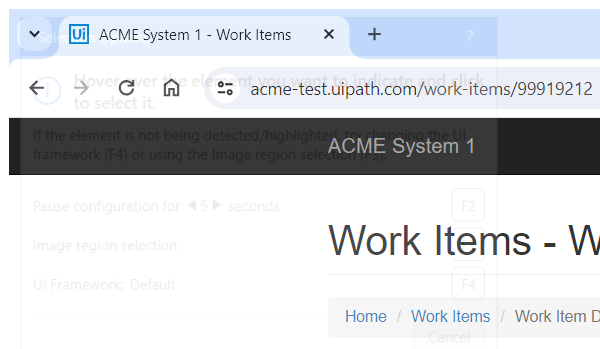 Selection Options ?
Ui ACME System 1 - Work Items
Hover over the element you want to indicate and click
to select it.
acme-test.uipath.com/work-items/99919212
If the element is not being detected/highlighted, try changing the UI
framework (F4) or using the Image region selection (F3).
ACME System 1
Pause configuration for 5 seconds F2
Image region selection
Work Items - W
UI Framework: Default F4
Home / Work Items / Work Item D
Cancel